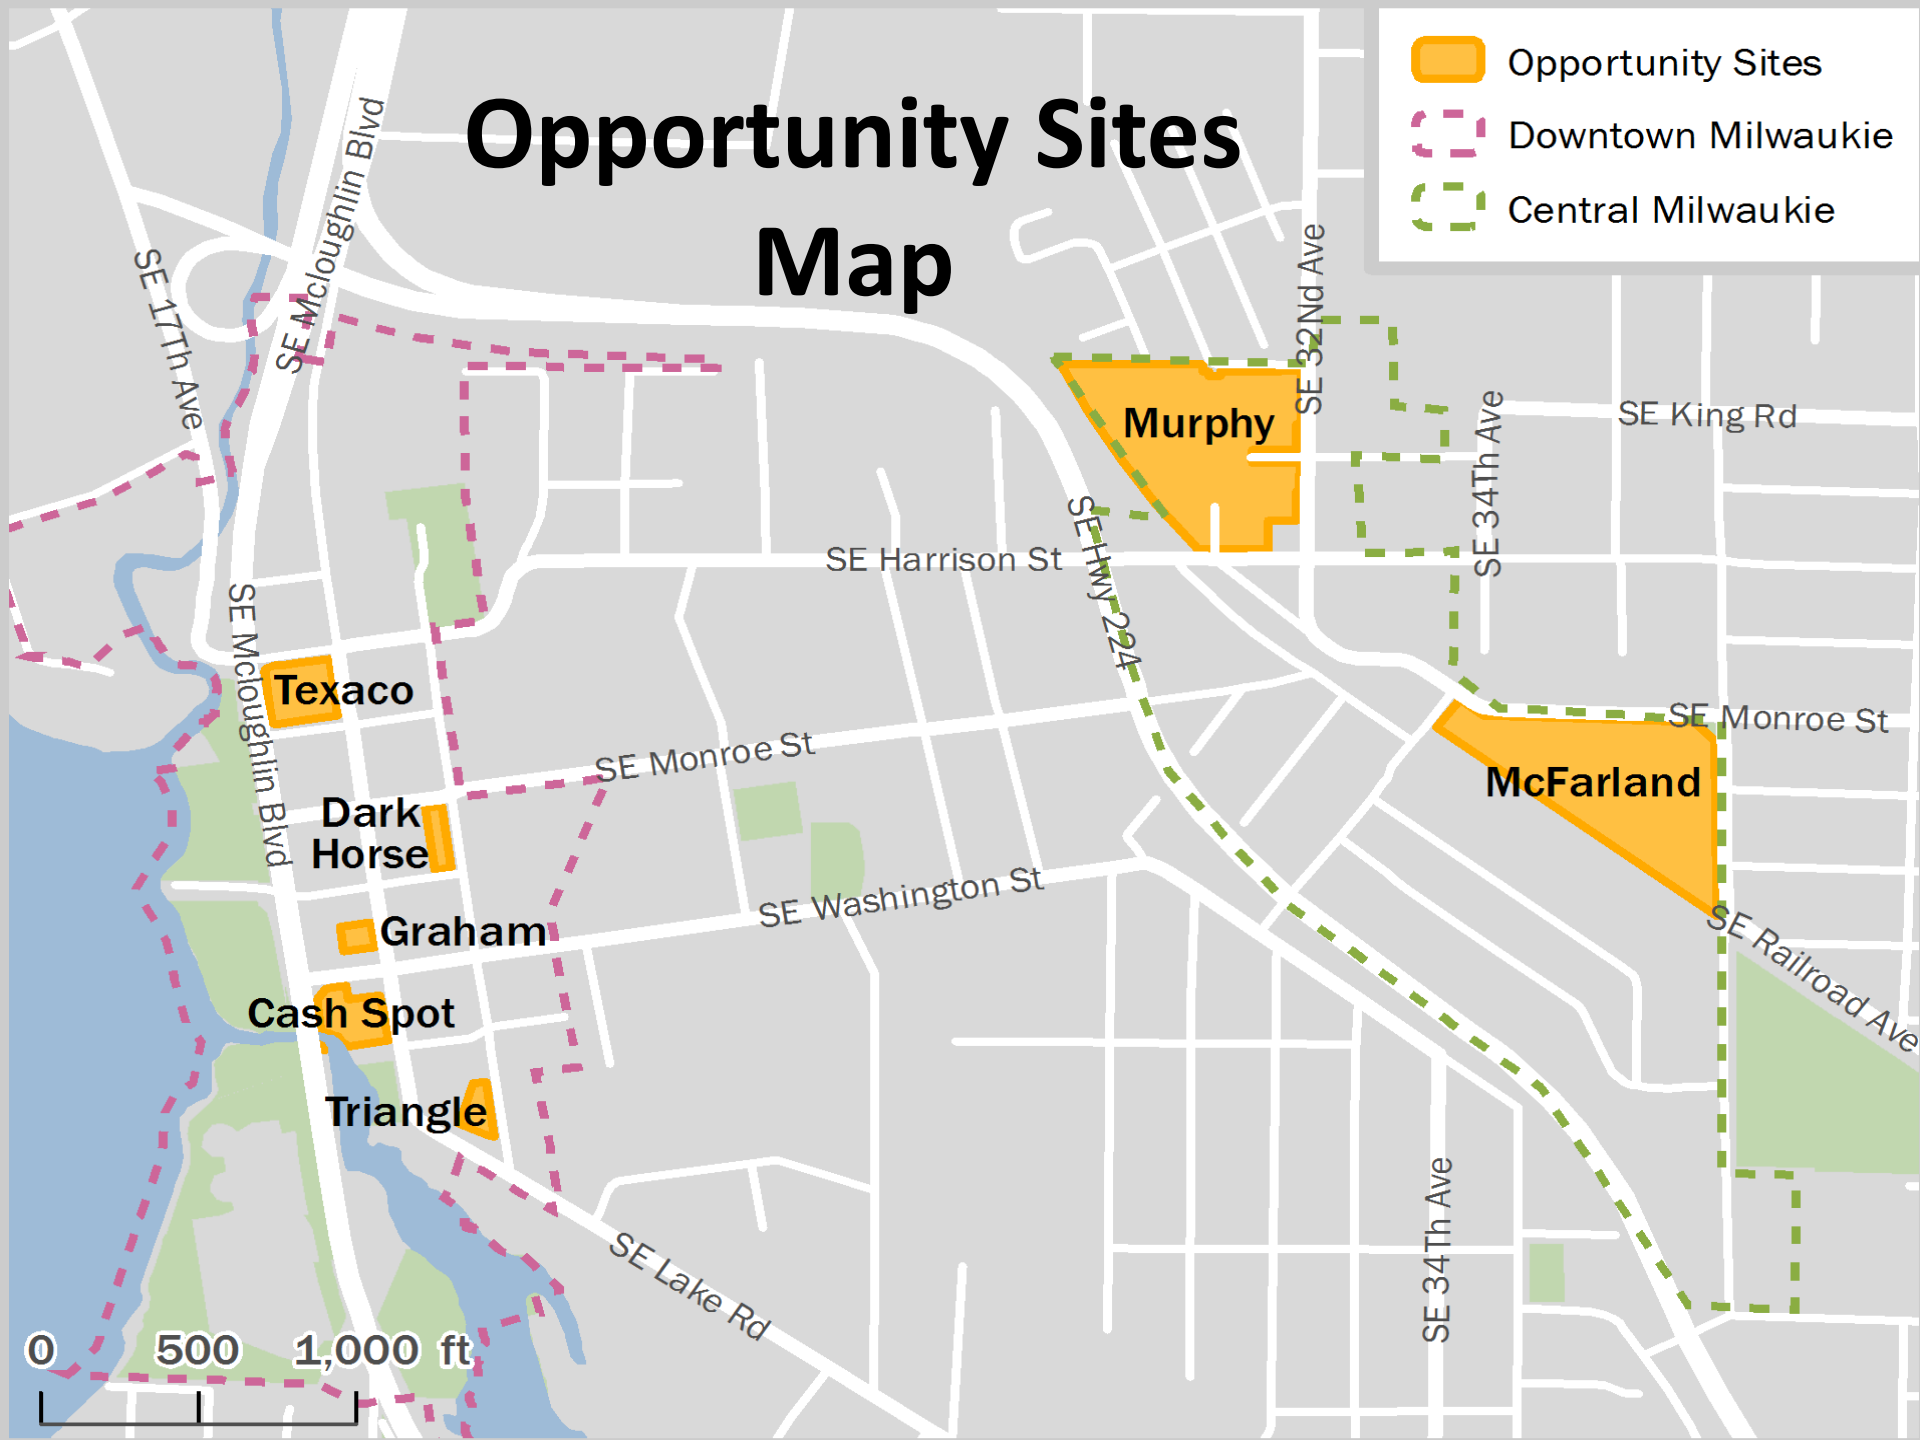 Opportunity Sites
Map
Opportunity Sites
Downtown Milwaukie
Central Milwaukie
SE Mcloughlin Blvd
SE 17Th Ave
SE 32Nd Ave
Murphy
SE King Rd
SE 34Th Ave
SE Harrison St
SE Hwy 224
SE Mcloughlin Blvd
Texaco
SE Monroe St
SE Monroe St
McFarland
Dark
Horse
SE Washington St
Graham
SE Railroad Ave
Cash Spot
Triangle
SE 34Th Ave
SE Lake Rd
0 500 1,000 ft